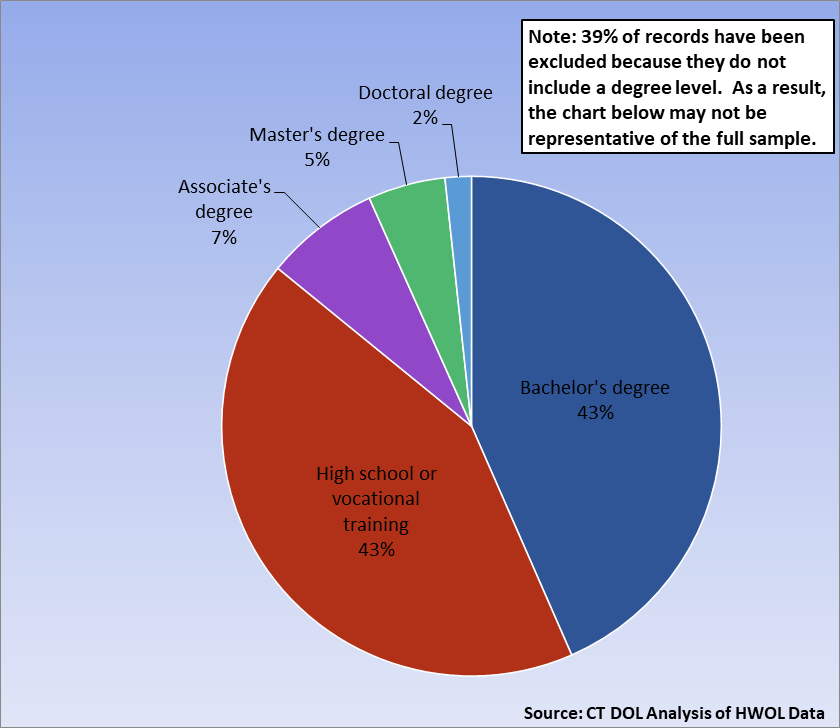 Note: 39% of records have been
excluded because they do not
include a degree level.  As a result,
the chart below may not be
representative of the full sample.
Doctoral degree
2%
Master's degree
5%
Associate's
degree
7%
Bachelor's degree
43%
High school or
vocational
training
43%
Source: CT DOL Analysis of HWOL Data